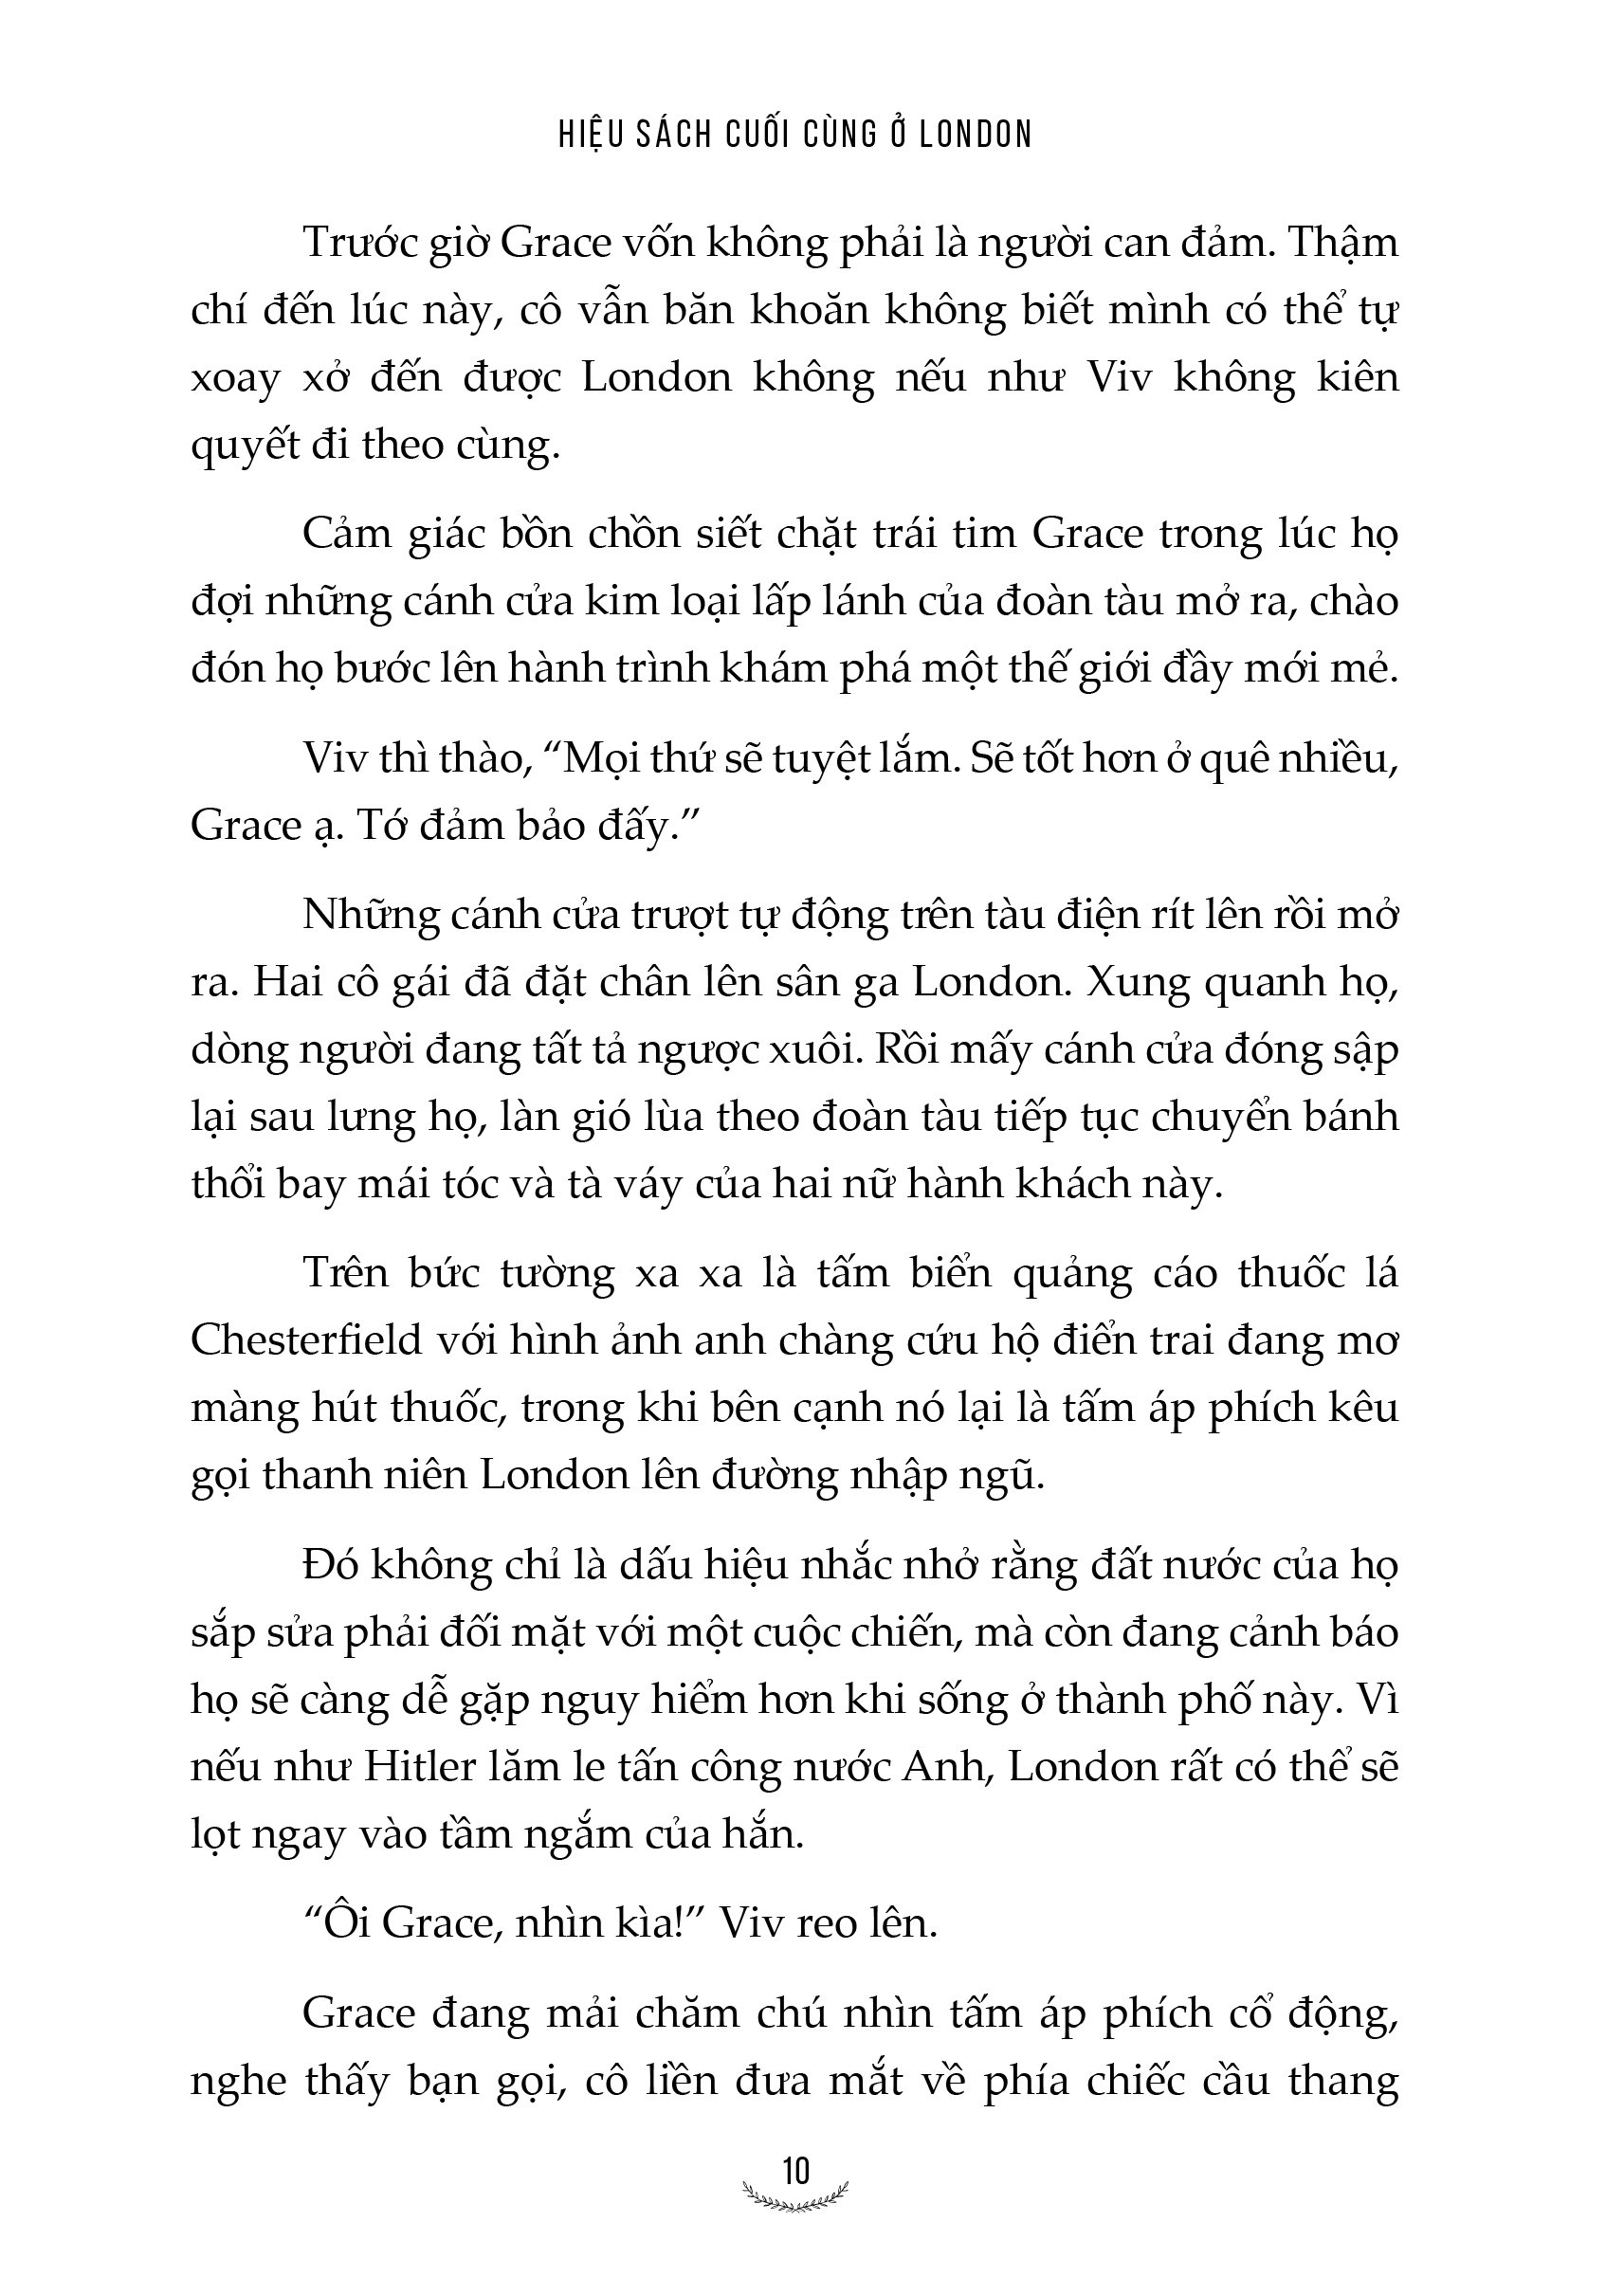 HIỆU SÁCH CUỐI CÙNG Ở LONDON
Trước giờ Grace vốn không phải là người can đảm. Thậm
chí đến lúc này, cô vẫn băn khoăn không biết mình có thể tự
xoay xở đến được London không nếu như Viv không kiên
quyết đi theo cùng.
Cảm giác bồn chồn siết chặt trái tim Grace trong lúc họ
đợi những cánh cửa kim loại lấp lánh của đoàn tàu mở ra, chào
đón họ bước lên hành trình khám phá một thế giới đầy mới mẻ.
Viv thì thào, “Mọi thứ sẽ tuyệt lắm. Sẽ tốt hơn ở quê nhiều,
Grace ạ. Tớ đảm bảo đấy.”
Những cánh cửa trượt tự động trên tàu điện rít lên rồi mở
ra. Hai cô gái đã đặt chân lên sân ga London. Xung quanh họ,
dòng người đang tất tả ngược xuôi. Rồi mấy cánh cửa đóng sập
lại sau lưng họ, làn gió lùa theo đoàn tàu tiếp tục chuyển bánh
thổi bay mái tóc và tà váy của hai nữ hành khách này.
Trên bức tường xa xa là tấm biển quảng cáo thuốc lá
Chesterfield với hình ảnh anh chàng cứu hộ điển trai đang mơ
màng hút thuốc, trong khi bên cạnh nó lại là tấm áp phích kêu
gọi thanh niên London lên đường nhập ngũ.
Đó không chỉ là dấu hiệu nhắc nhở rằng đất nước của họ
sắp sửa phải đối mặt với một cuộc chiến, mà còn đang cảnh báo
họ sẽ càng dễ gặp nguy hiểm hơn khi sống ở thành phố này. Vì
nếu như Hitler lăm le tấn công nước Anh, London rất có thể sẽ
lọt ngay vào tầm ngắm của hắn.
“Ôi Grace, nhìn kìa!” Viv reo lên.
Grace đang mải chăm chú nhìn tấm áp phích cổ động,
nghe thấy bạn gọi, cô liền đưa mắt về phía chiếc cầu thang
10